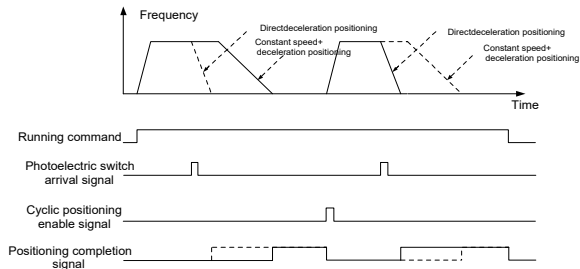 Frequency
Directdeceleration positioning
Constant speed+
deceleration positioning
Directdeceleration positioning
Constant speed+
deceleration positioning
Time
Running command
Photoelectric switch
arrival signal
Cyclic positioning
enable signal
Positioning completion
signal